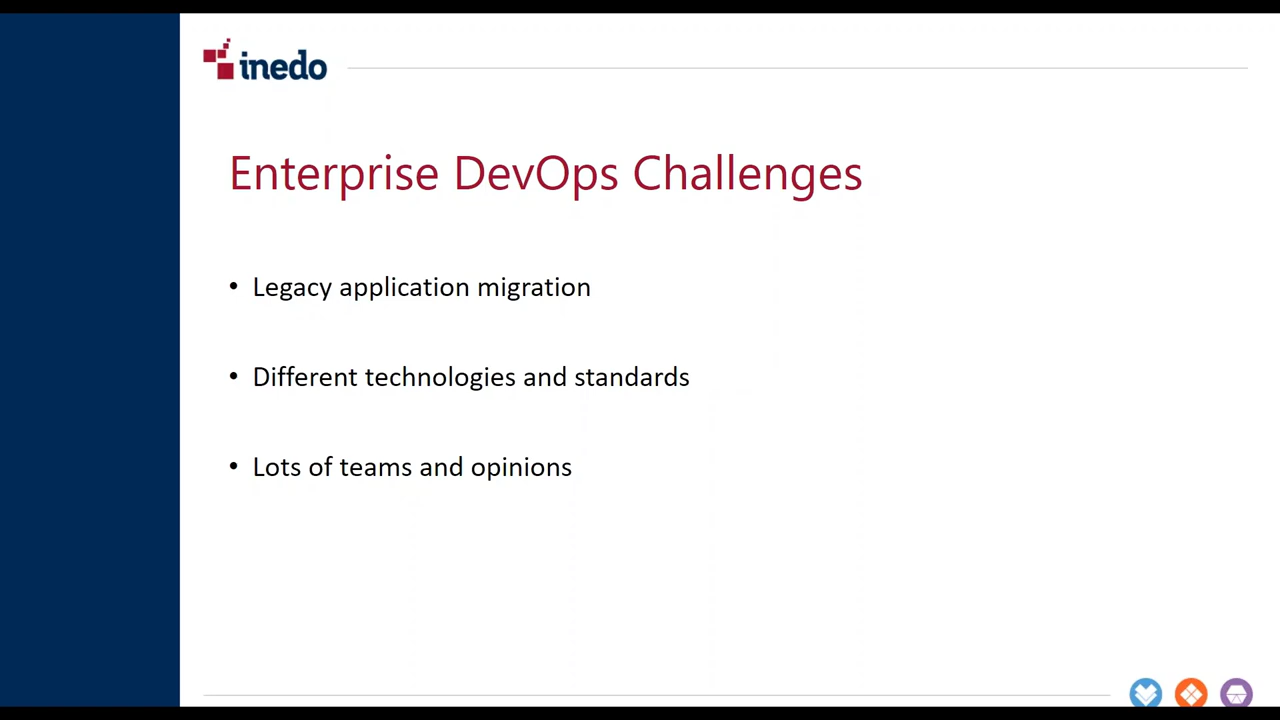 inedo
Enterprise DevOps Challenges
• Legacy application migration
• Different technologies and standards
• Lots of teams and opinions